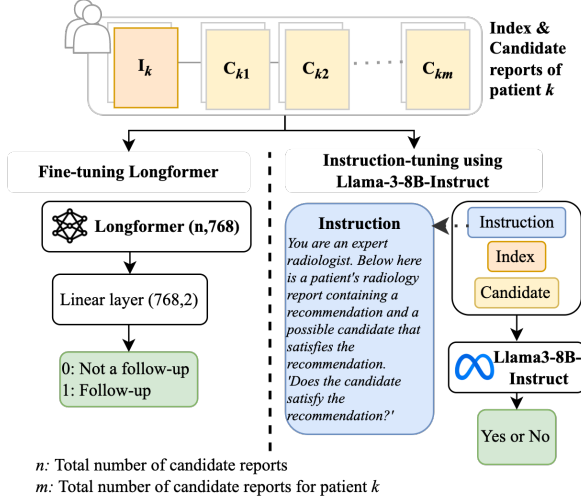 I_k
C_k1
C_k2
C_km
Index &
Candidate
reports of
patient k
Fine-tuning Longformer
Longformer (n,768)
Linear layer (768,2)
0: Not a follow-up
1: Follow-up
Instruction-tuning using
Llama-3-8B-Instruct
Instruction
You are an expert
radiologist. Below here
is a patient's radiology
report containing a
recommendation and a
possible candidate that
satisfies the
recommendation.
'Does the candidate
satisfy the
recommendation?'
Instruction
Index
Candidate
Llama3-8B-
Instruct
Yes or No
n: Total number of candidate reports
m: Total number of candidate reports for patient k